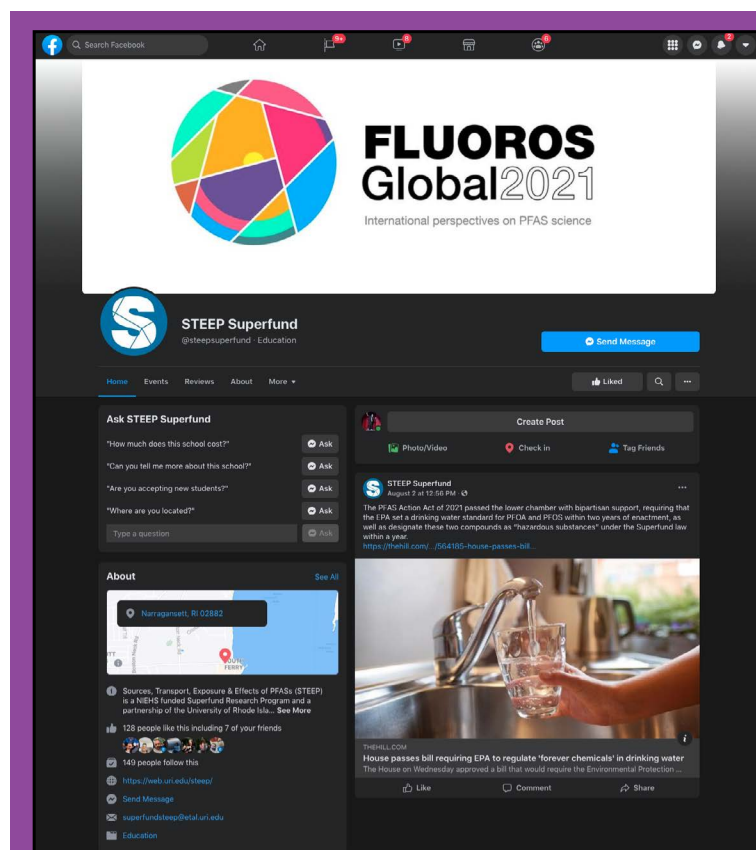 Search Facebook
9+
8
6
2
FLUOROS
Global2021
International perspectives on PFAS science
S
STEEP Superfund
@steepsuperfund · Education
Send Message
Home Events Reviews About More
Liked
Ask STEEP Superfund
"How much does this school cost?" Ask
"Can you tell me more about this school?" Ask
"Are you accepting new students?" Ask
"Where are you located?" Ask
Type a question Ask
About See All
Narragansett, RI 02882
FERRY
Sources, Transport, Exposure & Effects of PFASs (STEEP)
is a NIEHS funded Superfund Research Program and a
partnership of the University of Rhode Isla... See More
128 people like this including 7 of your friends
149 people follow this
https://web.uri.edu/steep/
Send Message
superfundsteep@etal.uri.edu
Education
Create Post
Photo/Video Check in Tag Friends
STEEP Superfund
August 2 at 12:56 PM ·
The PFAS Action Act of 2021 passed the lower chamber with bipartisan support, requiring that
the EPA set a drinking water standard for PFOA and PFOS within two years of enactment, as
well as designate these two compounds as "hazardous substances" under the Superfund law
within a year.
https://thehill.com/.../564185-house-passes-bill...
THEHILL.COM
House passes bill requiring EPA to regulate 'forever chemicals' in drinking water
The House on Wednesday approved a bill that would require the Environmental Protection ...
Like Comment Share